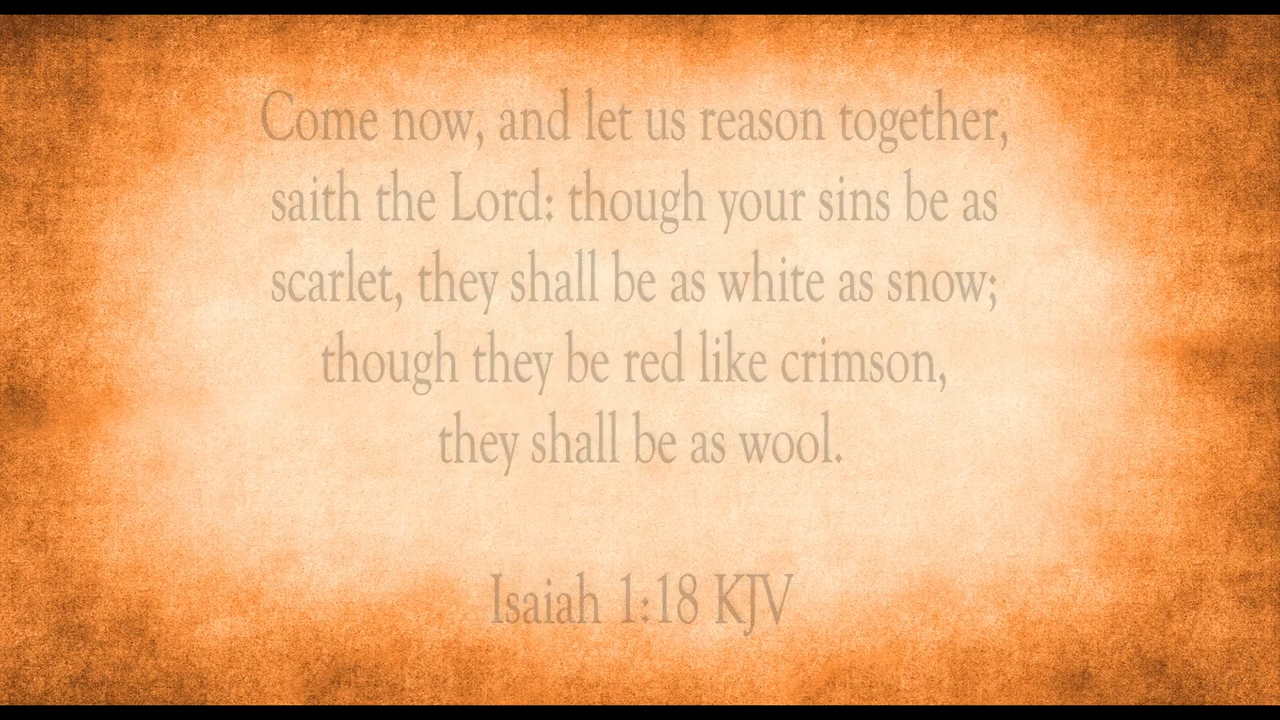 Come now, and let us reason together,
saith the Lord: though your sins be as
scarlet, they shall be as white as snow;
though they be red like crimson,
they shall be as wool.
Isaiah 1:18 KJV